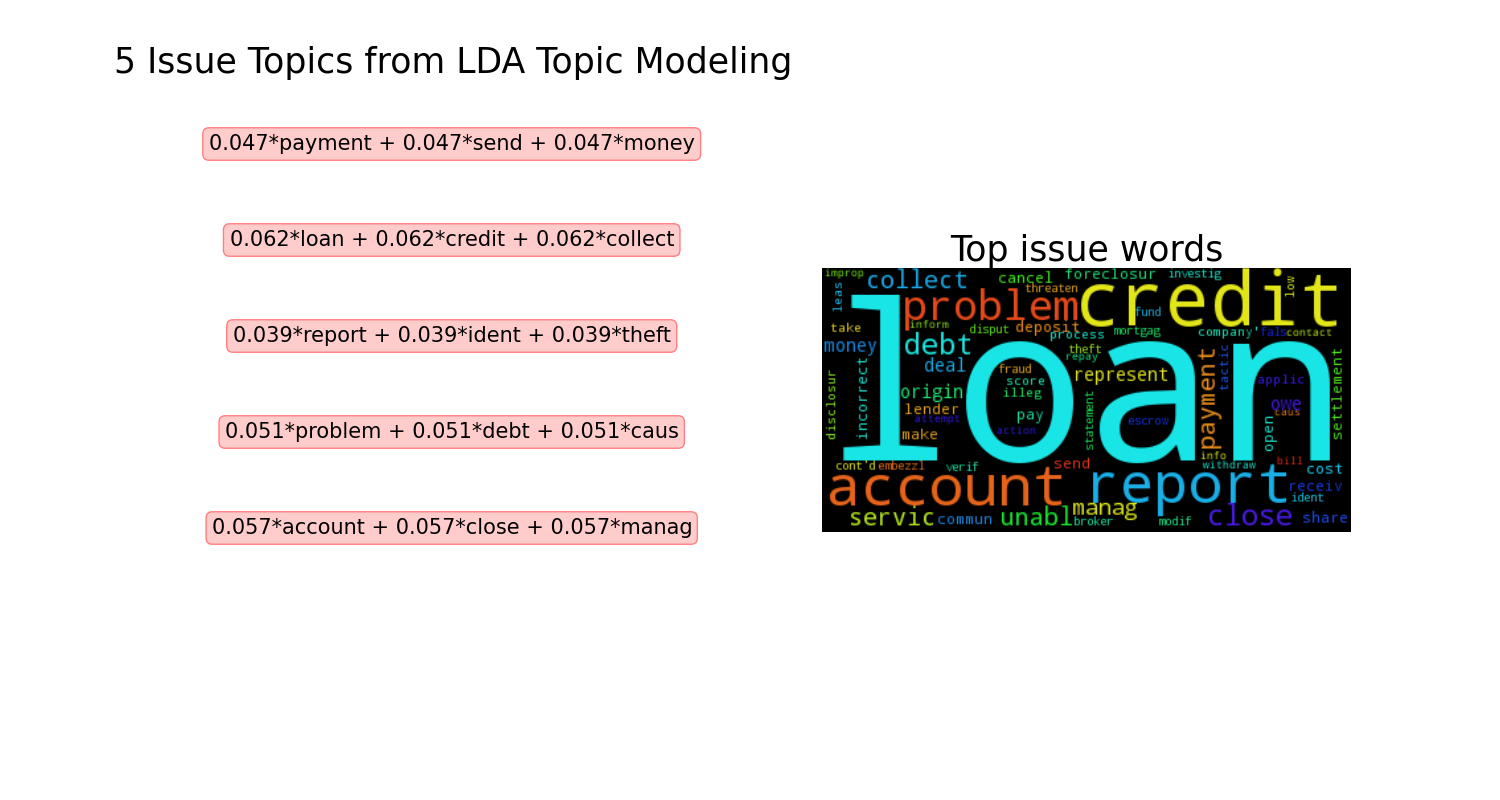 5 Issue Topics from LDA Topic Modeling
0.047*payment + 0.047*send + 0.047*money
0.062*loan + 0.062*credit + 0.062*collect
0.039*report + 0.039*ident + 0.039*theft
0.051*problem + 0.051*debt + 0.051*caus
0.057*account + 0.057*close + 0.057*manag
Top issue words
improp
collect
cancel
foreclosur
investig
leas
threaten
low
problem
credit
fund
take
inform
disput
deposit
process
mortgag
company'
fals
contact
money
debt
theft
repay
loan
deal
fraud
score
illeg
represent
payment
tactic
applic
settlement
disclosur
incorrect
origin
lender
attempt
make
pay
action
statement
escrow
owe
caus
open
cont'd
embezzl
verif
send
info
withdraw
bill
cost
account
report
receiv
ident
servic
commun
unabl
manag
broker
modif
close
share